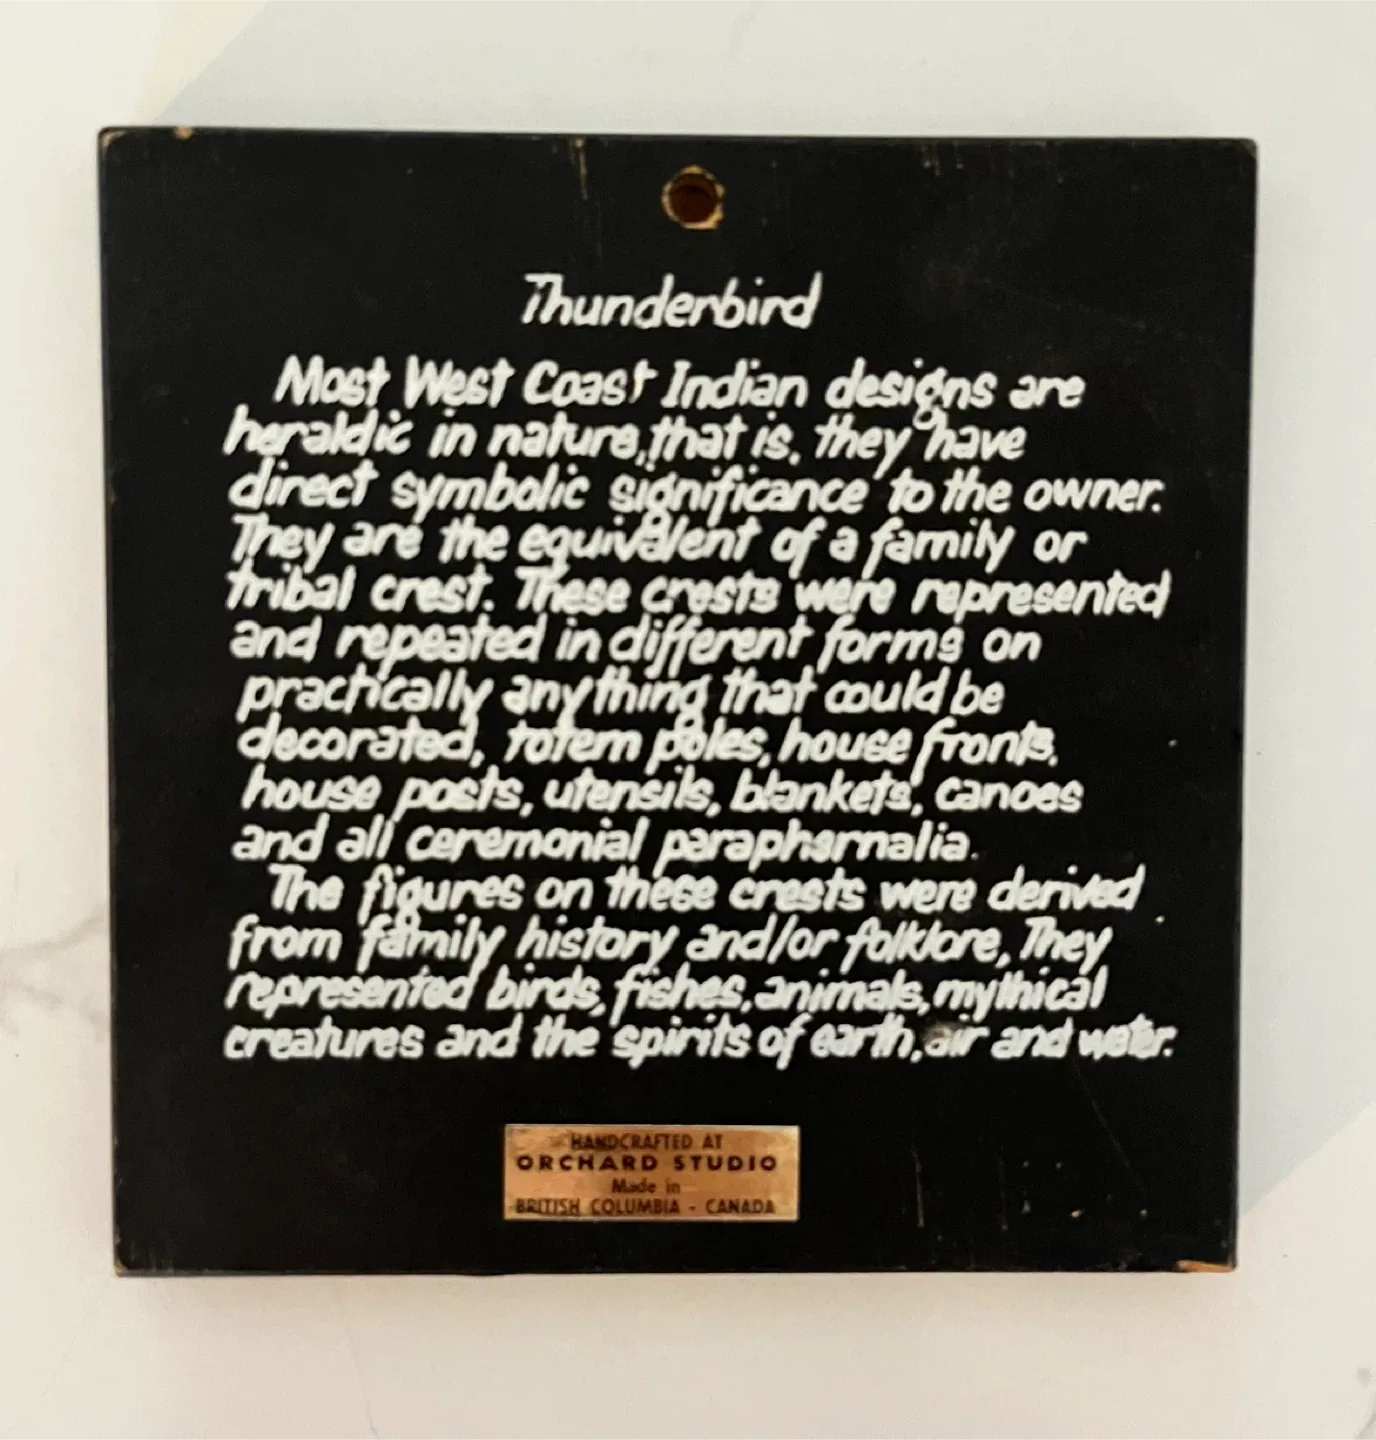 Thunderbird
Most West Coast Indian designs are
heraldic in nature, that is, they have
direct symbolic significance to the owner.
They are the equivalent of a family or
tribal crest. These crests were represented
and repeated in different forms on
practically anything that could be
decorated, totem poles, house fronts,
house posts, utensils, blankets, canoes
and all ceremonial paraphernalia.
The figures on these crests were derived
from family history and/or folklore, They
represented birds, fishes, animals, mythical
creatures and the spirits of earth, air and water.
HANDCRAFTED AT
ORCHARD STUDIO
Made in
BRITISH COLUMBIA - CANADA